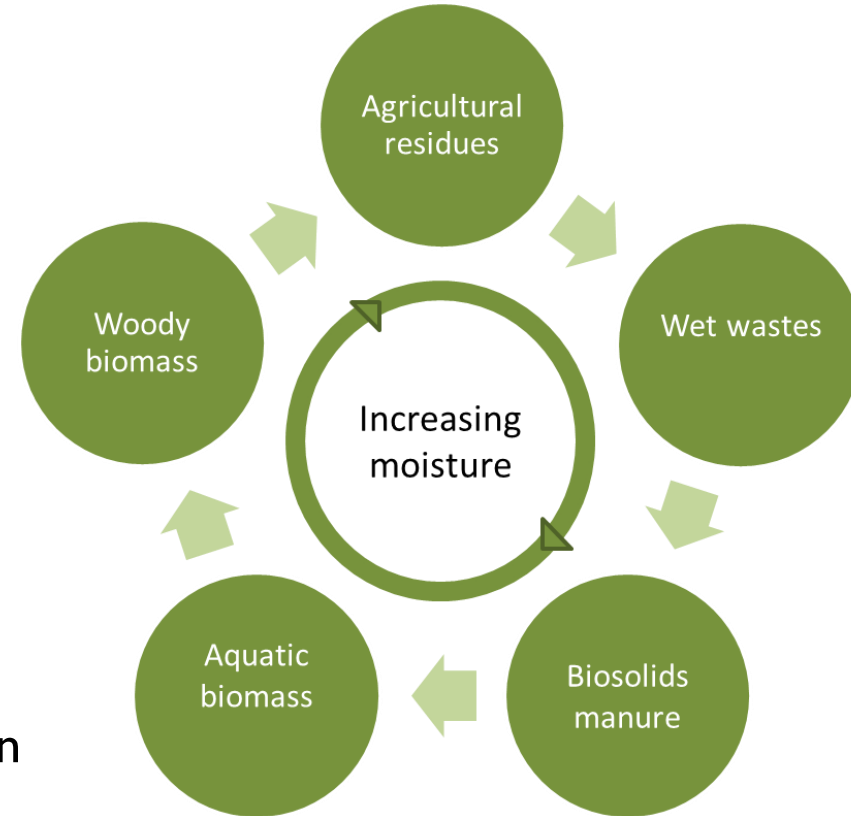 Agricultural
residues
Wet wastes
Woody
biomass
Increasing
moisture
Aquatic
biomass
Biosolids
manure
n